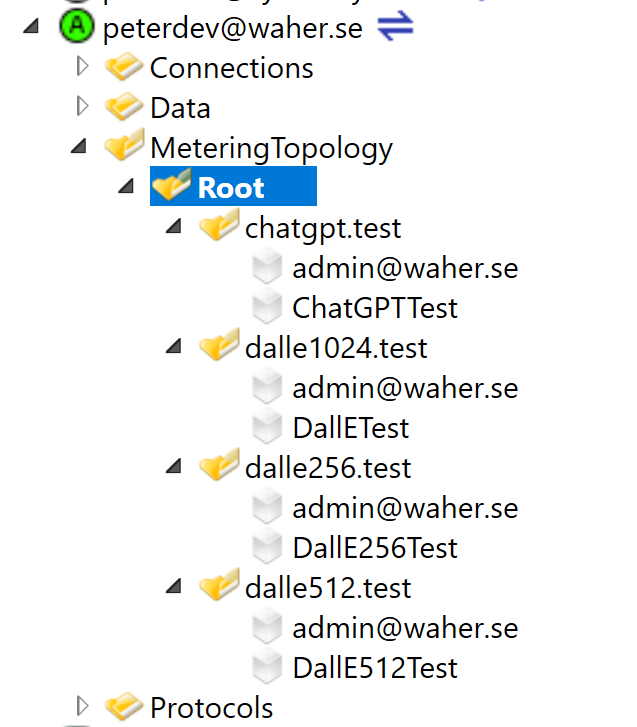 A peterdev@waher.se
Connections
Data
MeteringTopology
Root
chatgpt.test
admin@waher.se
ChatGPTTest
dalle1024.test
admin@waher.se
DallETest
dalle256.test
admin@waher.se
DallE256Test
dalle512.test
admin@waher.se
DallE512Test
Protocols